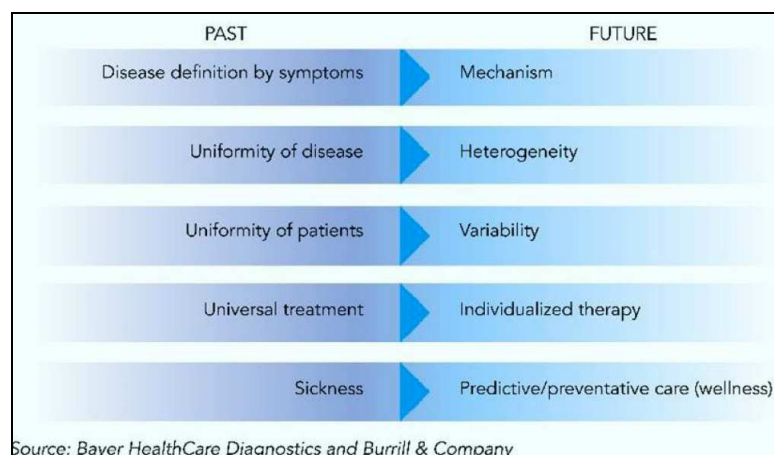 PAST FUTURE
Disease definition by symptoms Mechanism
Uniformity of disease Heterogeneity
Uniformity of patients Variability
Universal treatment Individualized therapy
Sickness Predictive/preventative care (wellness)
Source: Bayer HealthCare Diagnostics and Burrill & Company